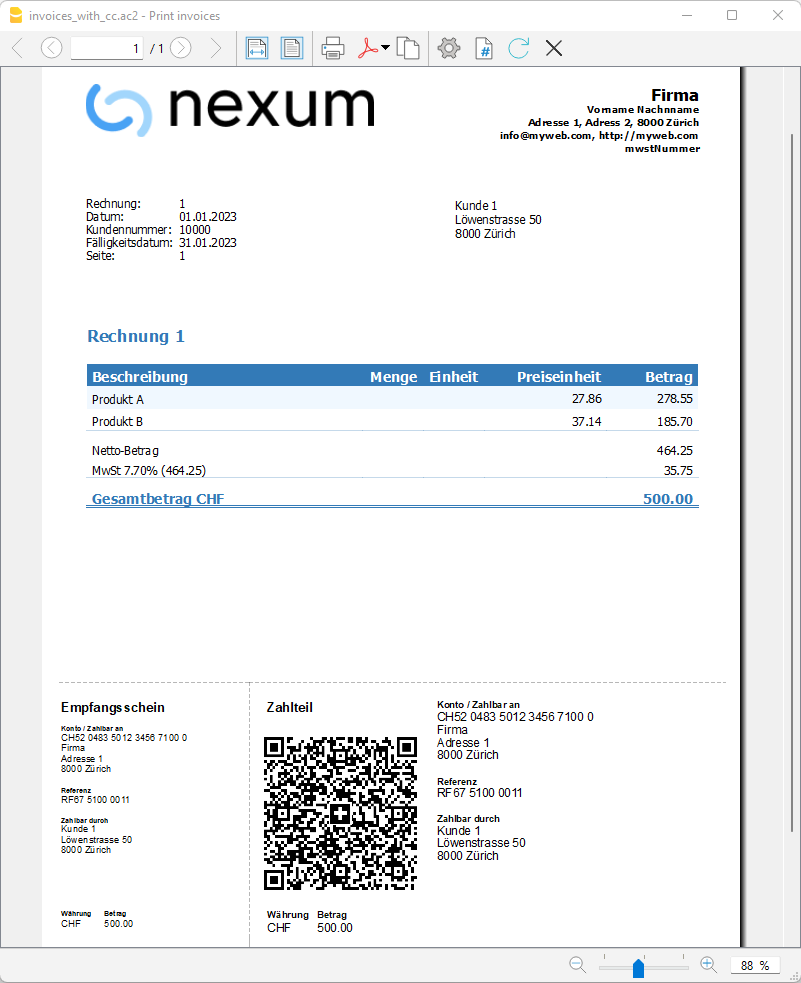 invoices_with_cc.ac2 - Print invoices
1 / 1
nexum
Firma
Vorname Nachnname
Adresse 1, Adress 2, 8000 Zürich
info@myweb.com, http://myweb.com
mwstNummer
Rechnung: 1
Datum: 01.01.2023
Kundennummer: 10000
Fälligkeitsdatum: 31.01.2023
Seite: 1
Kunde 1
Löwenstrasse 50
8000 Zürich
Rechnung 1
Beschreibung Menge Einheit Preiseinheit Betrag
Produkt A 27.86 278.55
Produkt B 37.14 185.70
Netto-Betrag 464.25
MwSt 7.70% (464.25) 35.75
Gesamtbetrag CHF 500.00
Empfangsschein
Konto / Zahlbar an
CH52 0483 5012 3456 7100 0
Firma
Adresse 1
8000 Zürich
Referenz
RF67 5100 0011
Zahlbar durch
Kunde 1
Löwenstrasse 50
8000 Zürich
Währung Betrag
CHF 500.00
Zahlteil
Währung Betrag
CHF 500.00
Konto / Zahlbar an
CH52 0483 5012 3456 7100 0
Firma
Adresse 1
8000 Zürich
Referenz
RF67 5100 0011
Zahlbar durch
Kunde 1
Löwenstrasse 50
8000 Zürich
88 %